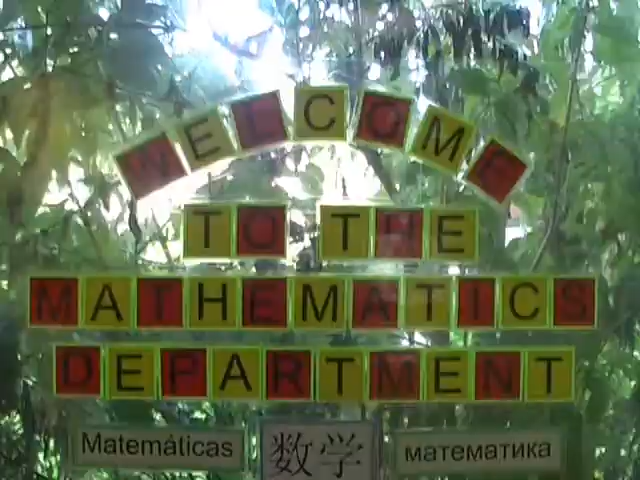 WELCOME
TO THE
MATHEMATICS
DEPARTMENT
Matemáticas 数学 математика